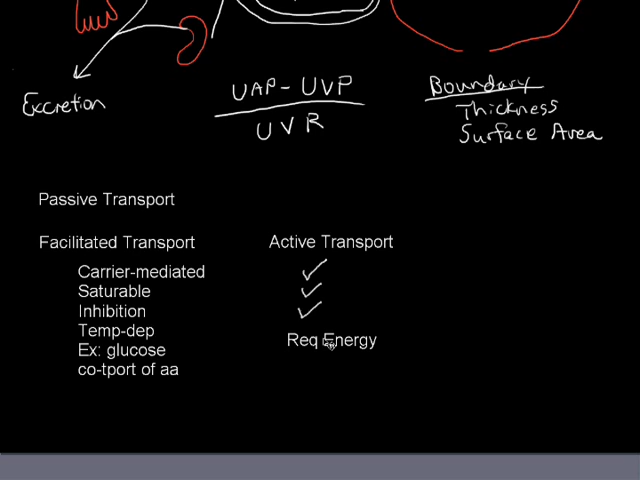 Excretion
UAP - UVP
UVR
Boundary
Thickness
Surface Area
Passive Transport
Facilitated Transport
Carrier-mediated
Saturable
Inhibition
Temp-dep
Ex: glucose
co-tport of aa
Active Transport
Req Energy